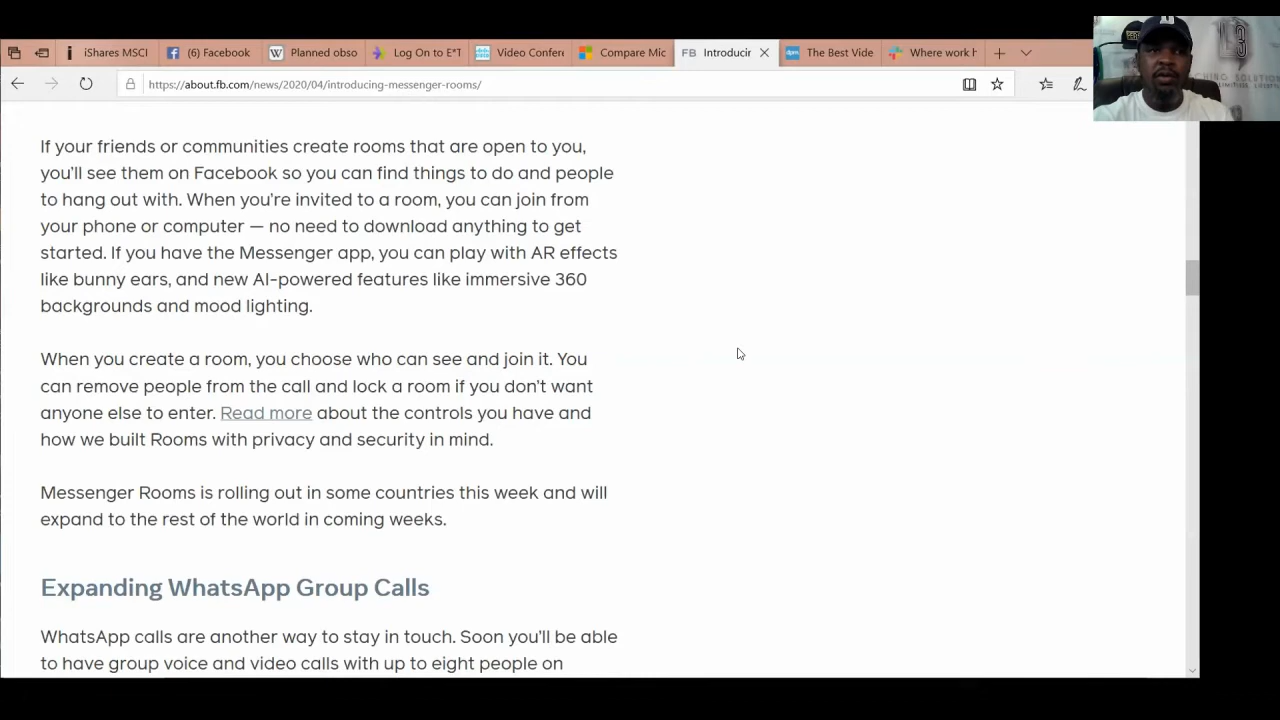 iShares MSCI
(6) Facebook
Planned obso
Log On to E*T
Video Confere
Compare Mic
FB Introducir
dpm The Best Vide
Where work h
https://about.fb.com/news/2020/04/introducing-messenger-rooms/
If your friends or communities create rooms that are open to you,
you'll see them on Facebook so you can find things to do and people
to hang out with. When you're invited to a room, you can join from
your phone or computer — no need to download anything to get
started. If you have the Messenger app, you can play with AR effects
like bunny ears, and new AI-powered features like immersive 360
backgrounds and mood lighting.
When you create a room, you choose who can see and join it. You
can remove people from the call and lock a room if you don't want
anyone else to enter. Read more about the controls you have and
how we built Rooms with privacy and security in mind.
Messenger Rooms is rolling out in some countries this week and will
expand to the rest of the world in coming weeks.
Expanding WhatsApp Group Calls
WhatsApp calls are another way to stay in touch. Soon you'll be able
to have group voice and video calls with up to eight people on